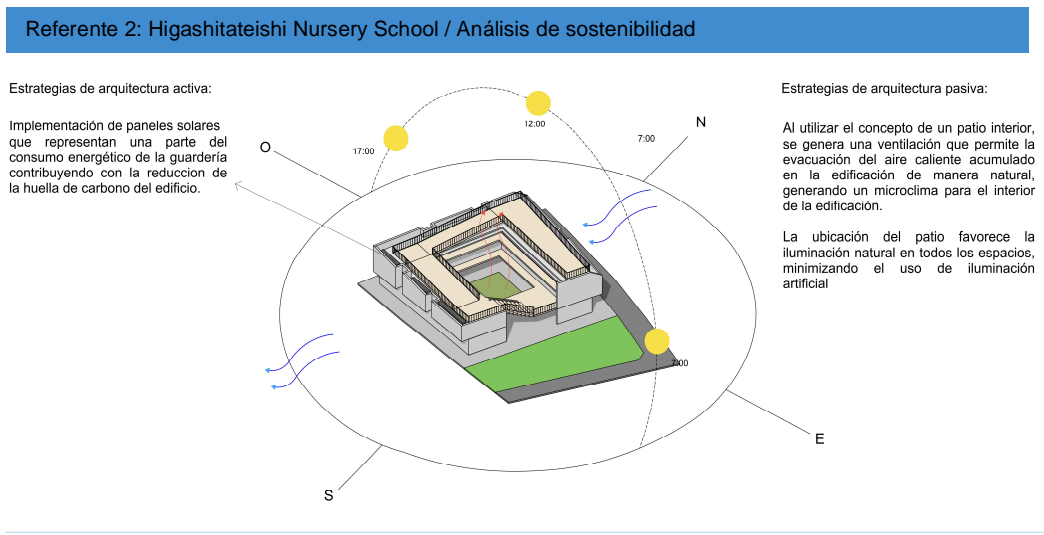 Referente 2: Higashitateishi Nursery School / Análisis de sostenibilidad
Estrategias de arquitectura activa:
Implementación de paneles solares
que representan una parte del
consumo energético de la guardería
contribuyendo con la reduccion de
la huella de carbono del edificio.
Estrategias de arquitectura pasiva:
Al utilizar el concepto de un patio interior,
se genera una ventilación que permite la
evacuación del aire caliente acumulado
en la edificación de manera natural,
generando un microclima para el interior
de la edificación.
La ubicación del patio favorece la
iluminación natural en todos los espacios,
minimizando el uso de iluminación
artificial
12:00
N
7:00
17:00
O
7:00
E
S